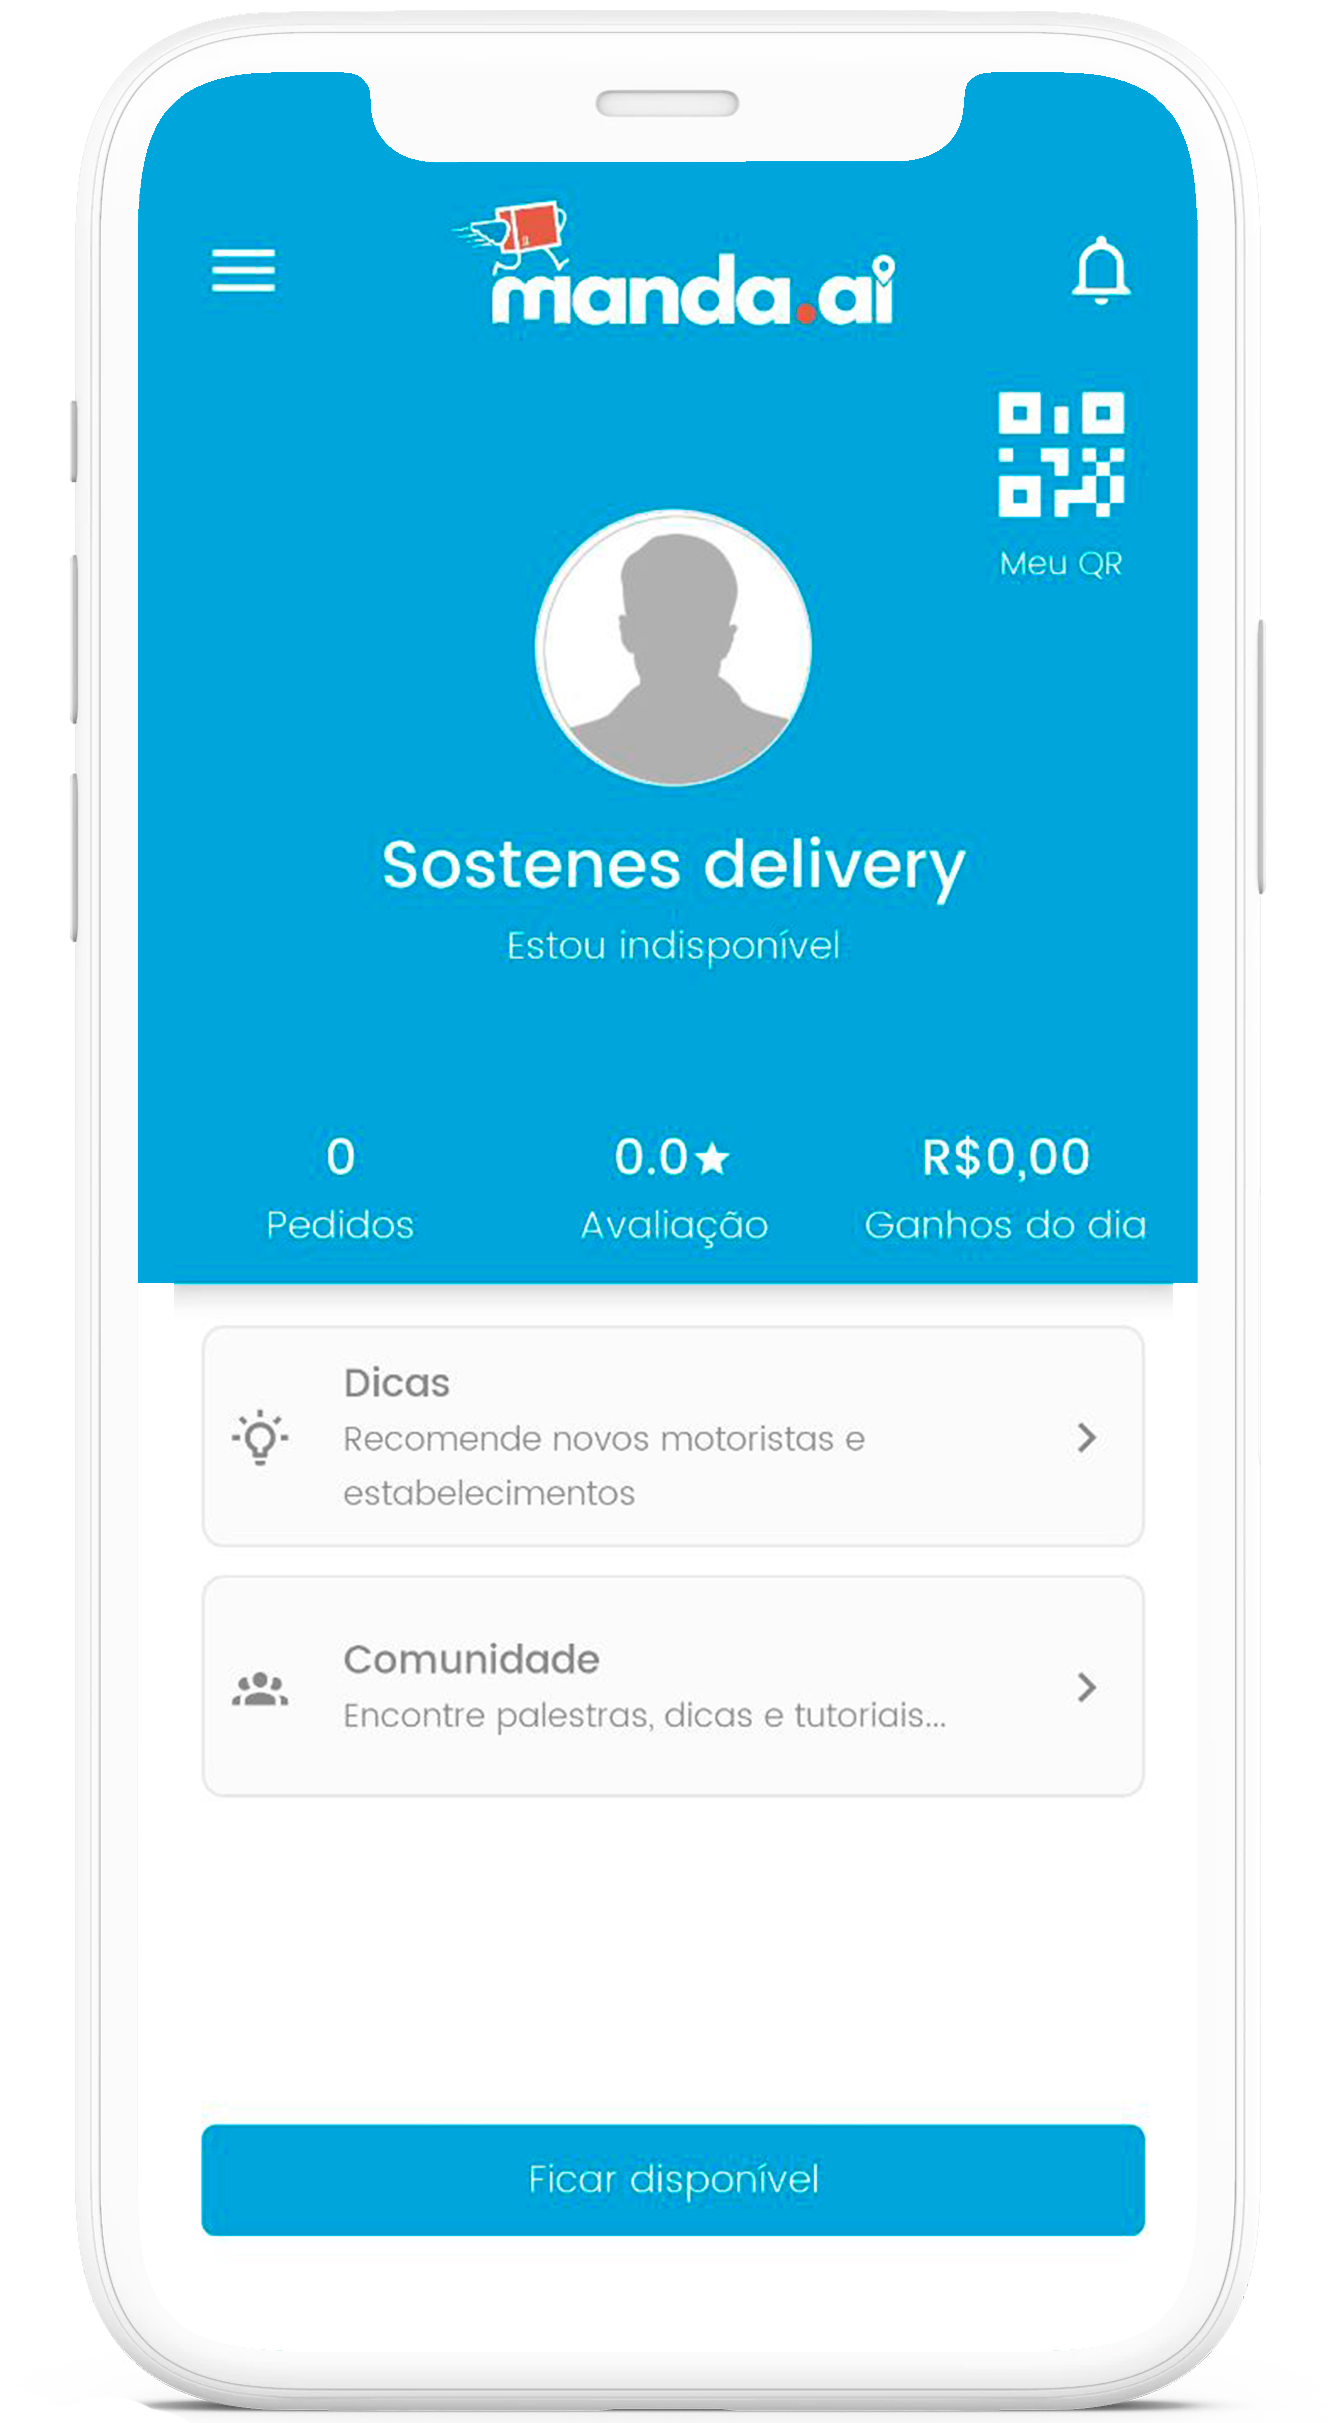 manda.ai
Meu QR
Sostenes delivery
Estou indisponível
0 0.0★ R$0,00
Pedidos Avaliação Ganhos do dia
Dicas
Recomende novos motoristas e
estabelecimentos
Comunidade
Encontre palestras, dicas e tutoriais...
Ficar disponível